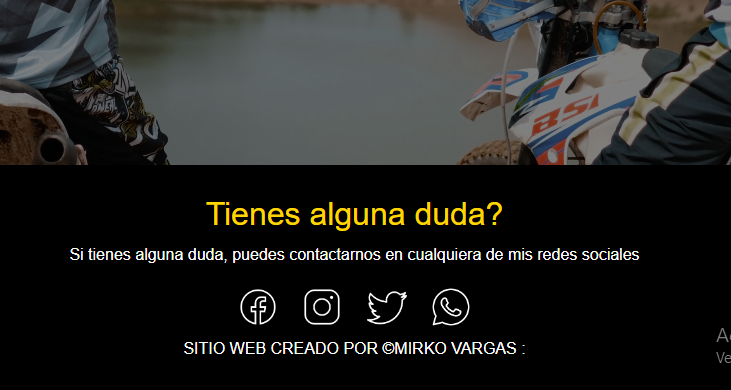 BSI
Tienes alguna duda?
Si tienes alguna duda, puedes contactarnos en cualquiera de mis redes sociales
SITIO WEB CREADO POR ©MIRKO VARGAS :